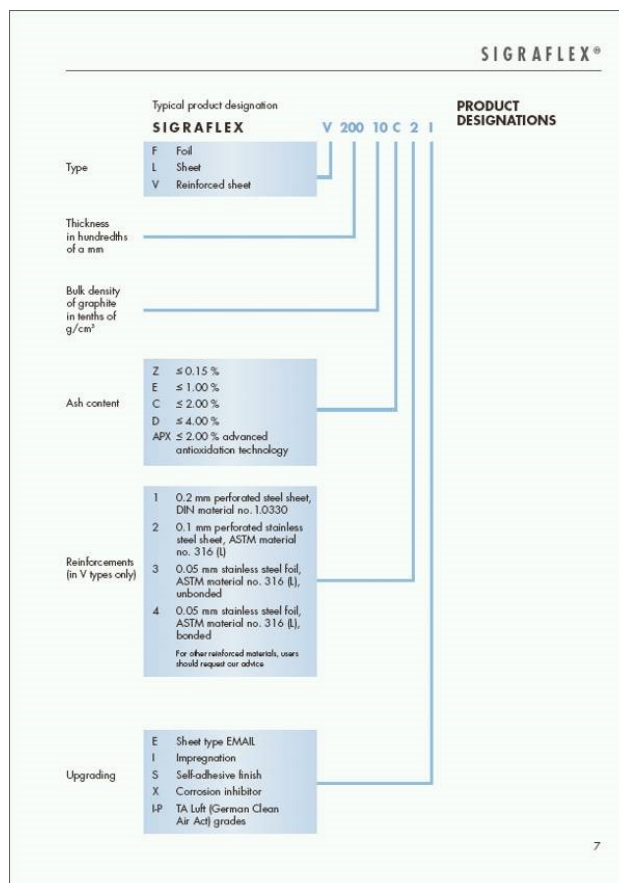 SIGRAFLEX®
Typical product designation
SIGRAFLEX V 200 10 C 2 I
PRODUCT
DESIGNATIONS
Type
F Foil
L Sheet
V Reinforced sheet
Thickness
in hundredths
of a mm
Bulk density
of graphite
in tenths of
g/cm³
Ash content
Z ≤ 0.15 %
E ≤ 1.00 %
C ≤ 2.00 %
D ≤ 4.00 %
APX ≤ 2.00 % advanced
antioxidation technology
Reinforcements
(in V types only)
1 0.2 mm perforated steel sheet,
DIN material no. 1.0330
2 0.1 mm perforated stainless
steel sheet, ASTM material
no. 316 (L)
3 0.05 mm stainless steel foil,
ASTM material no. 316 (L),
unbonded
4 0.05 mm stainless steel foil,
ASTM material no. 316 (L),
bonded
For other reinforced materials, users
should request our advice
Upgrading
E Sheet type EMAIL
I Impregnation
S Self-adhesive finish
X Corrosion inhibitor
I-P TA Luft (German Clean
Air Act) grades
7